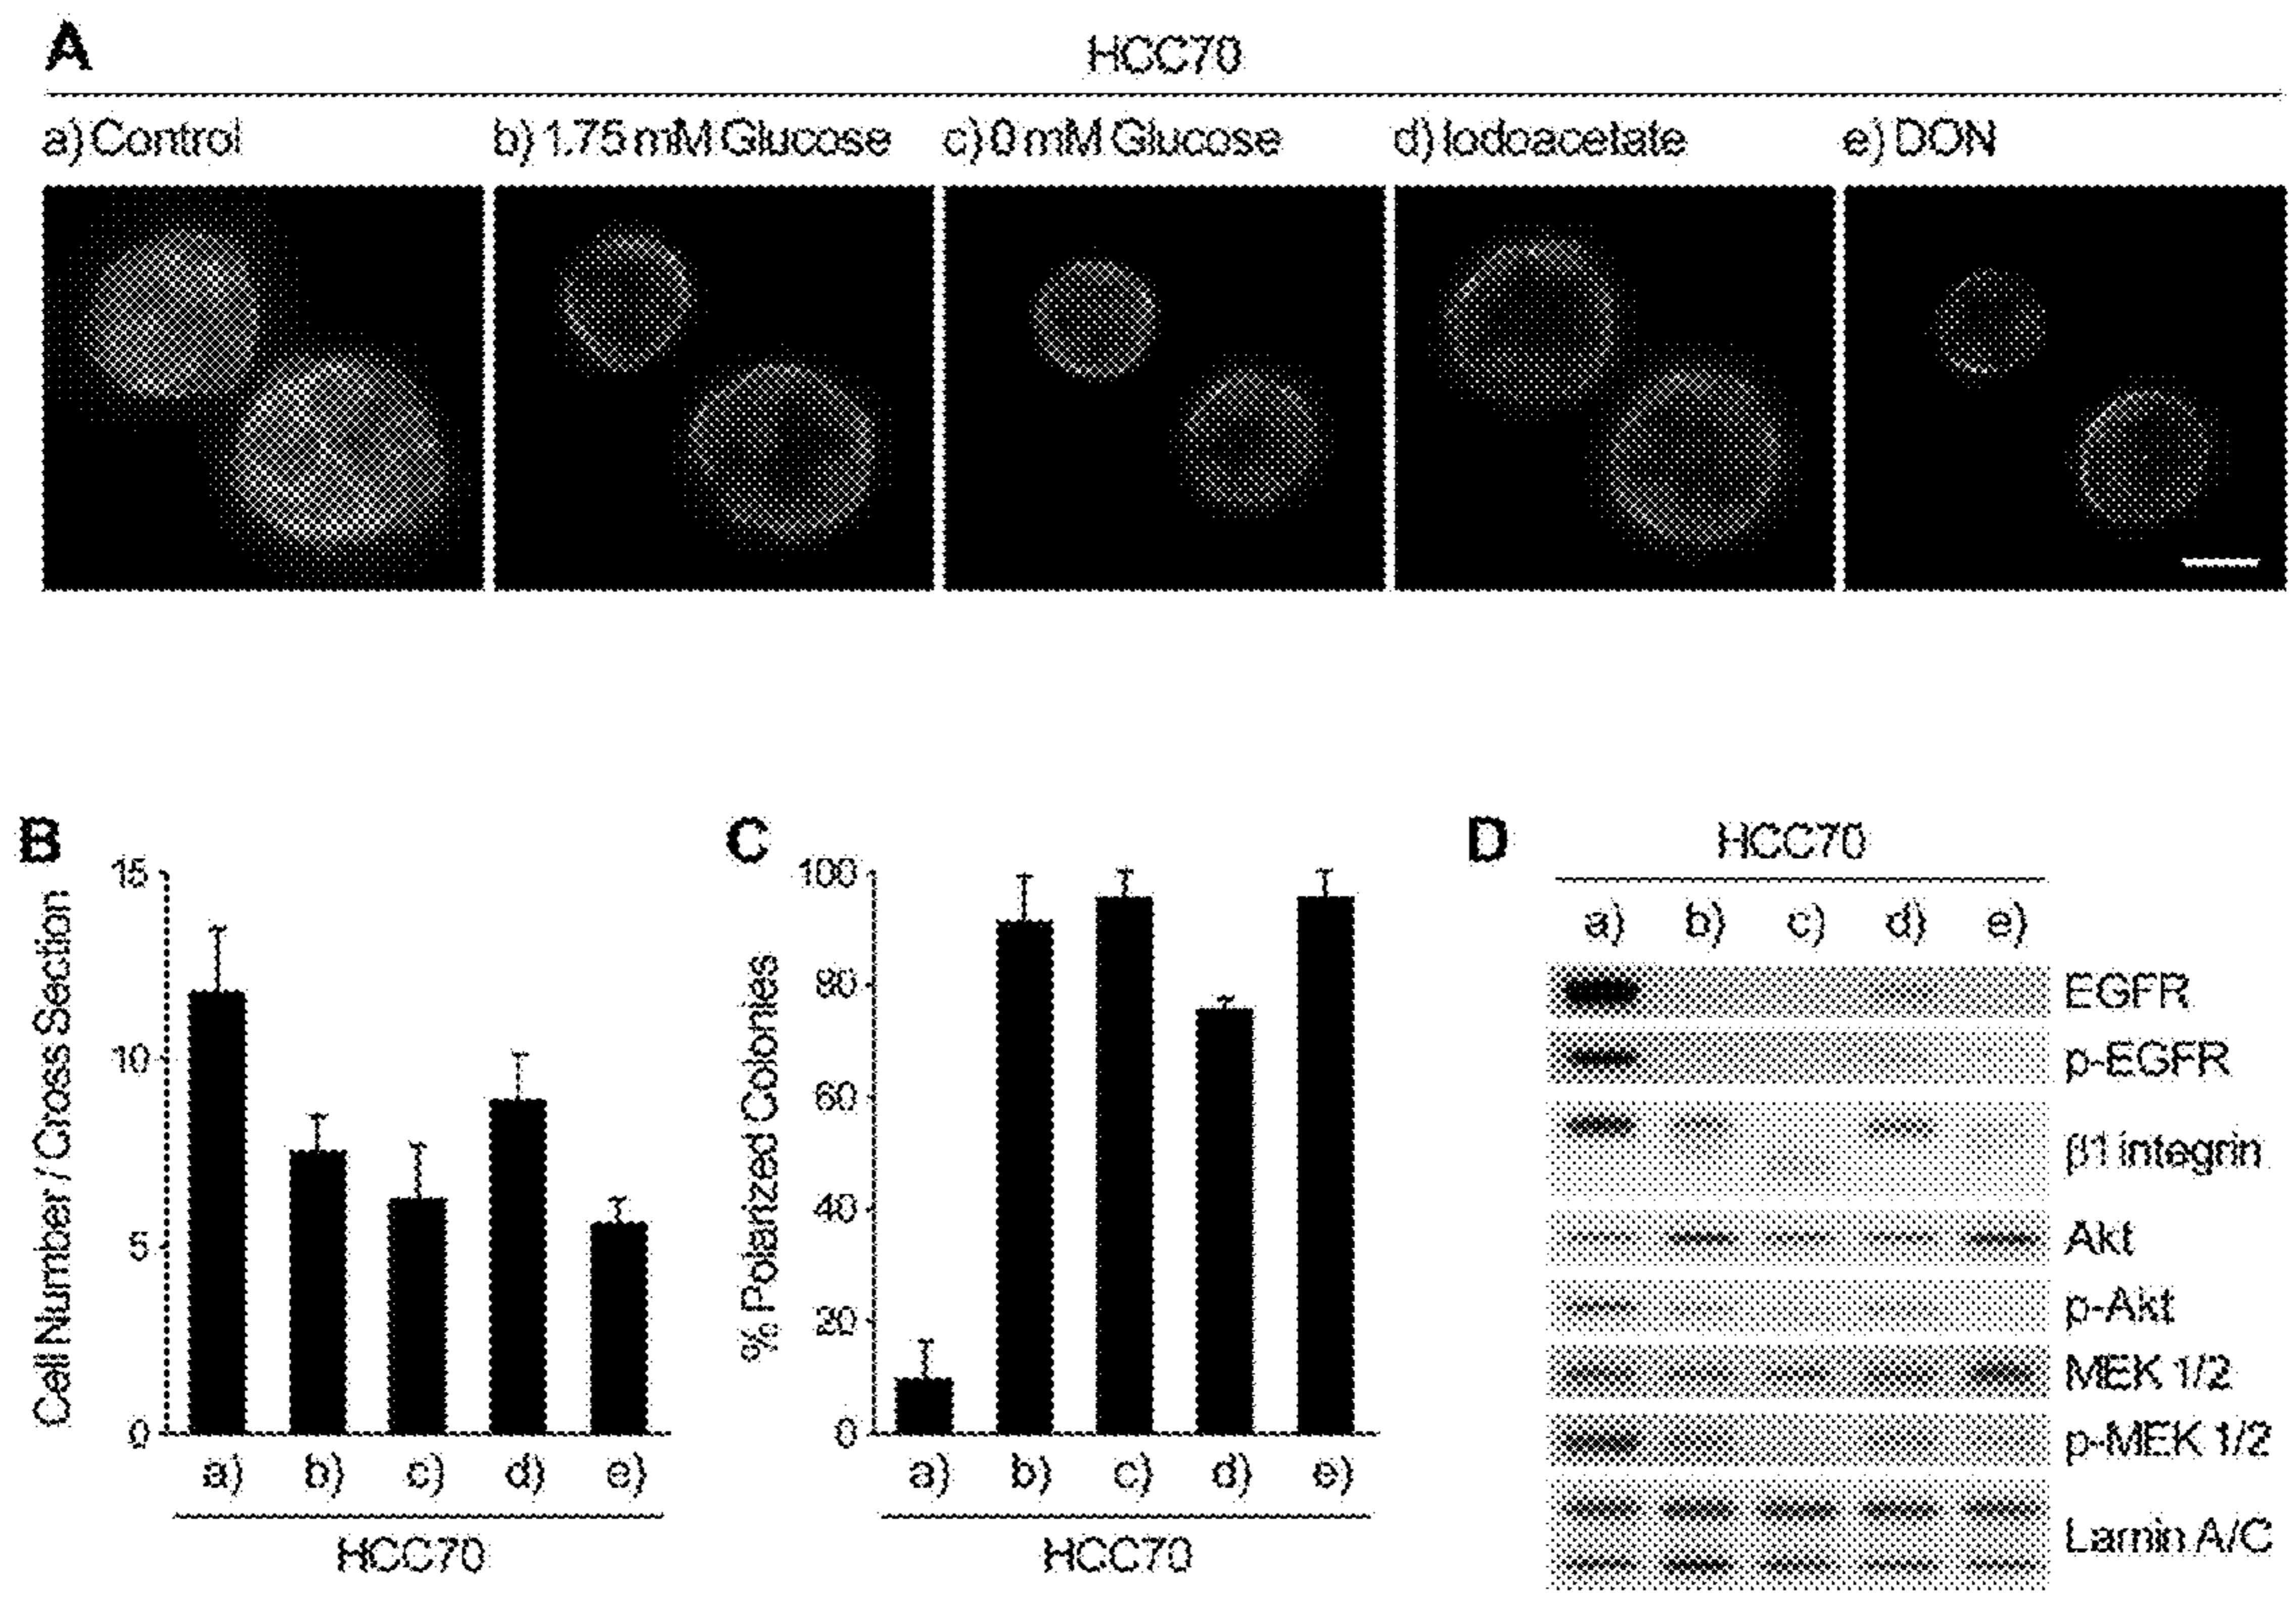 A
HCC70
a) Control
b) 1.75 mM Glucose
c) 0 mM Glucose
d) Iodoacetate
e) DON
B
Cell Number / Cross Section
15
10
5
0
a)
b)
c)
d)
e)
HCC70
C
% Polarized Colonies
100
80
60
40
20
0
a)
b)
c)
d)
e)
HCC70
D
HCC70
a)
b)
c)
d)
e)
EGFR
p-EGFR
β1 integrin
Akt
p-Akt
MEK 1/2
p-MEK 1/2
Lamin A/C